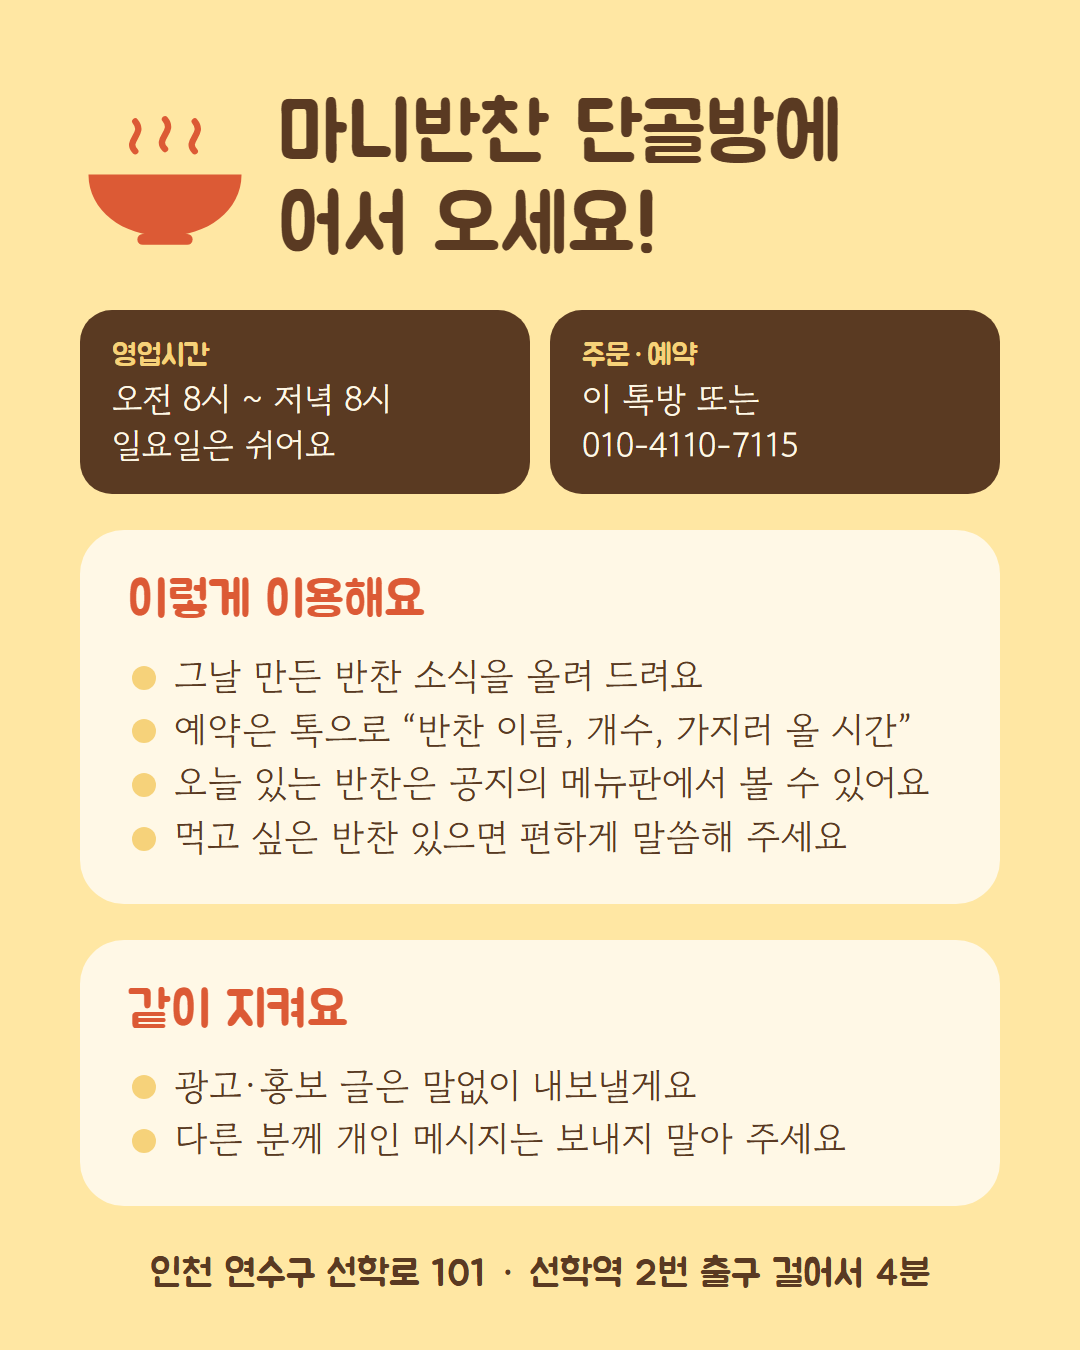 마니반찬 단골방에
어서 오세요!
영업시간
오전 8시 ~ 저녁 8시
일요일은 쉬어요
주문·예약
이 톡방 또는
010-4110-7115
이렇게 이용해요
그날 만든 반찬 소식을 올려 드려요
예약은 톡으로 “반찬 이름, 개수, 가지러 올 시간”
오늘 있는 반찬은 공지의 메뉴판에서 볼 수 있어요
먹고 싶은 반찬 있으면 편하게 말씀해 주세요
같이 지켜요
광고·홍보 글은 말없이 내보낼게요
다른 분께 개인 메시지는 보내지 말아 주세요
인천 연수구 선학로 101 · 선학역 2번 출구 걸어서 4분